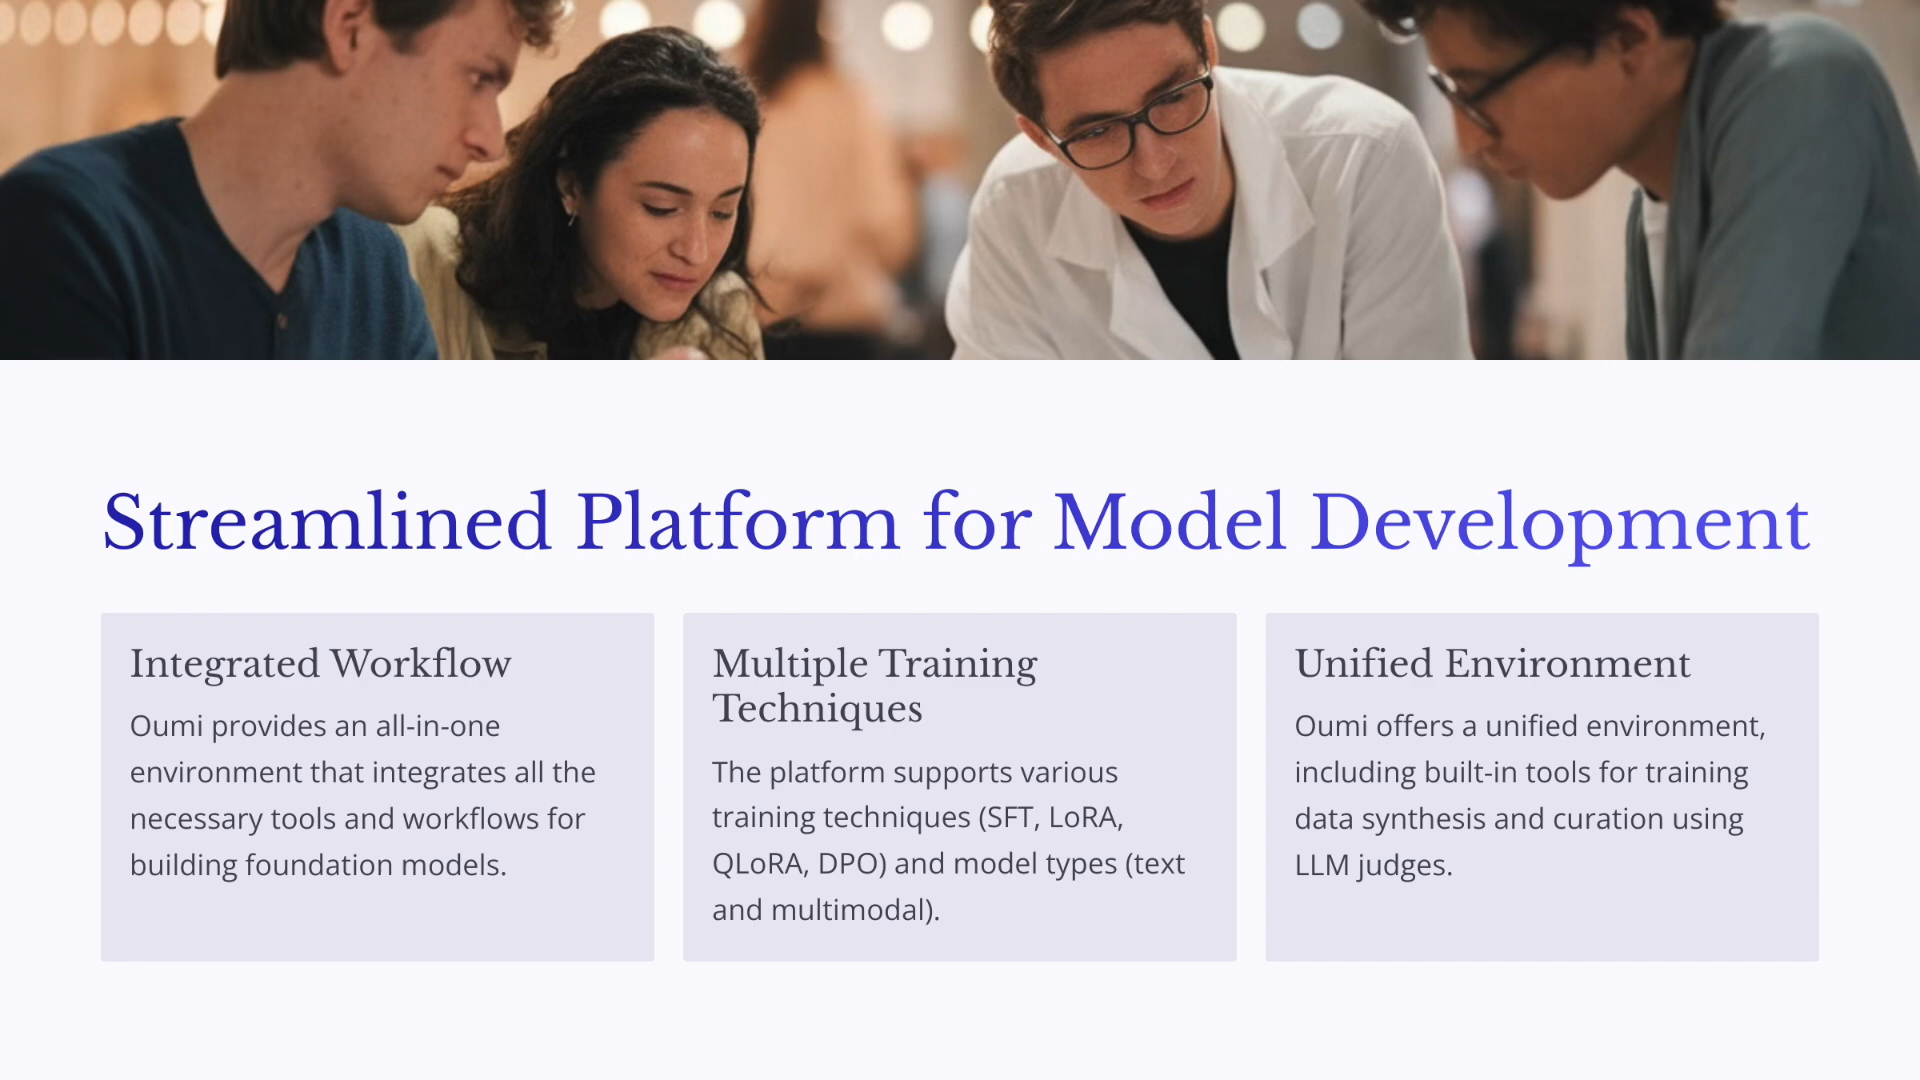 Streamlined Platform for Model Development
Integrated Workflow
Oumi provides an all-in-one
environment that integrates all the
necessary tools and workflows for
building foundation models.
Multiple Training
Techniques
The platform supports various
training techniques (SFT, LoRA,
QLoRA, DPO) and model types (text
and multimodal).
Unified Environment
Oumi offers a unified environment,
including built-in tools for training
data synthesis and curation using
LLM judges.